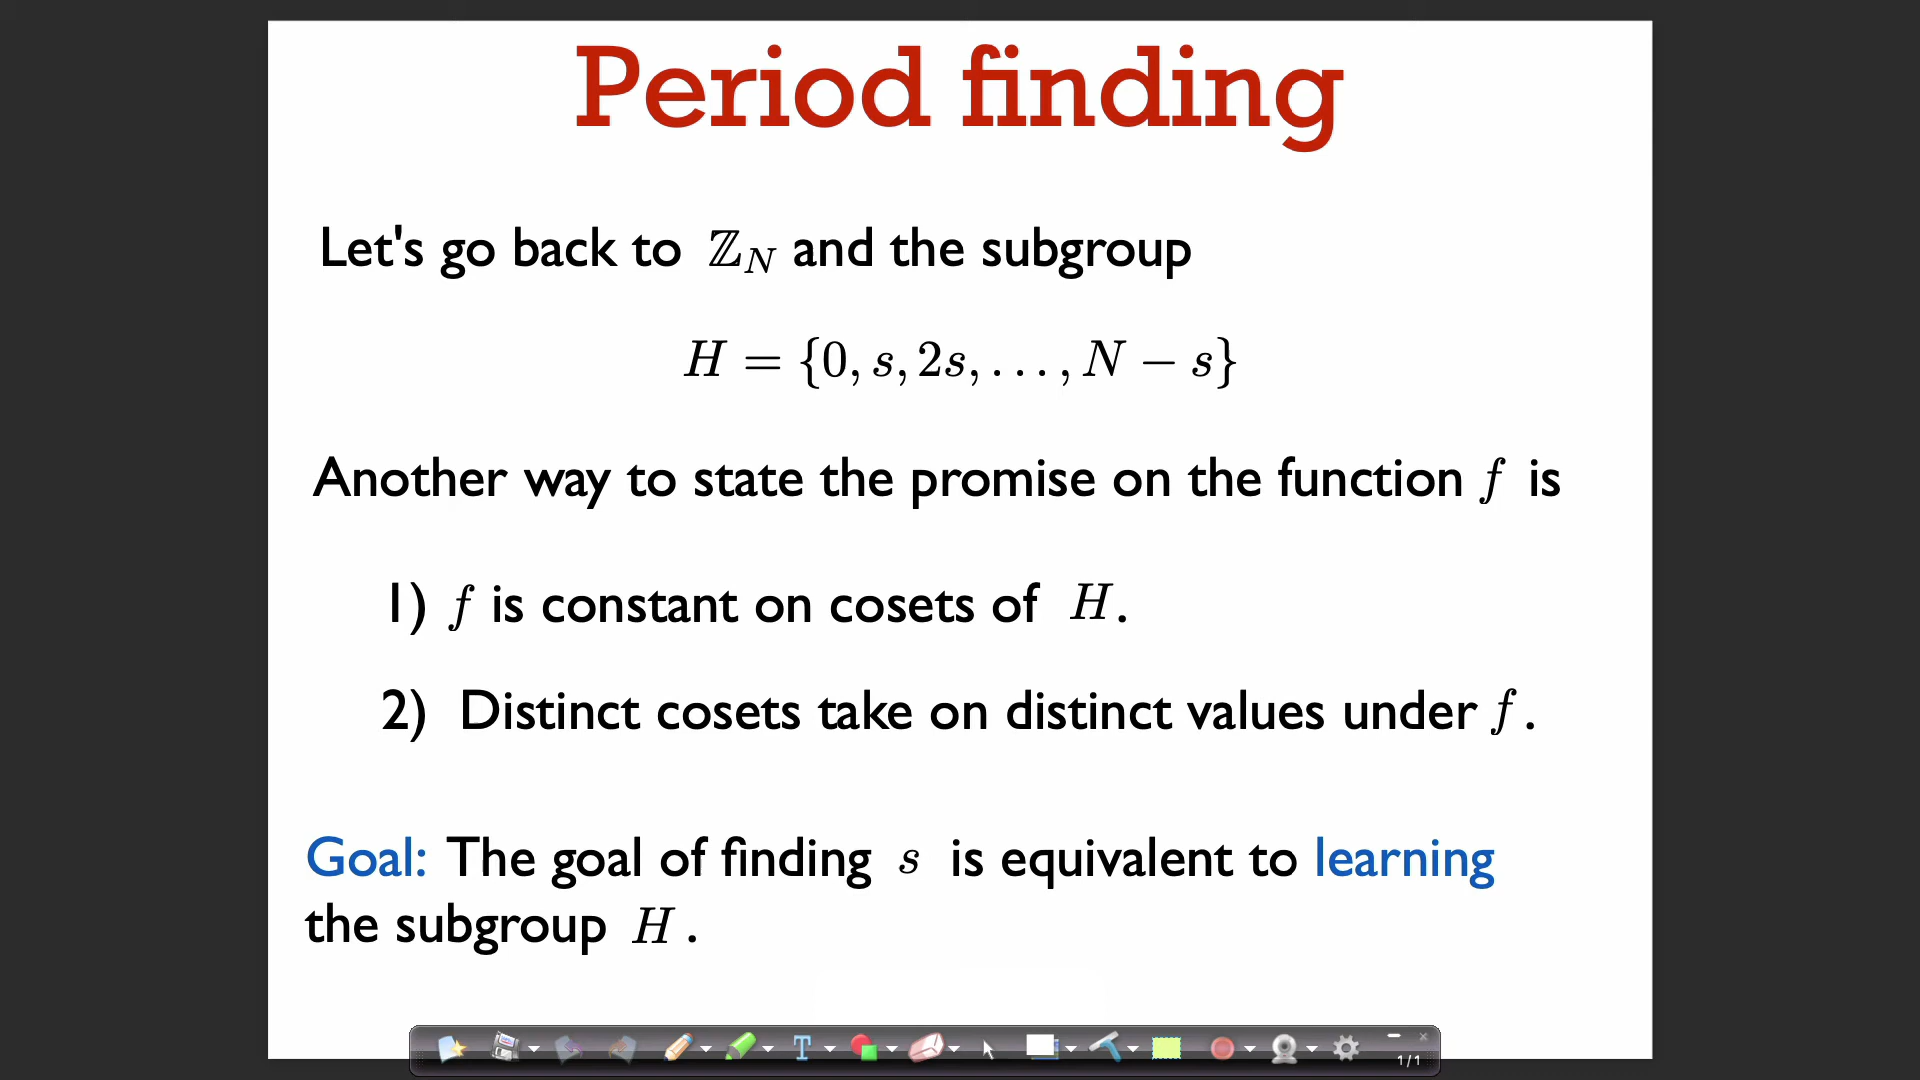 Period finding
Let's go back to ℤ_N and the subgroup
H = {0, s, 2s, . . . , N − s}
Another way to state the promise on the function f is
1) f is constant on cosets of H.
2) Distinct cosets take on distinct values under f.
Goal: The goal of finding s is equivalent to learning
the subgroup H.
T
1/1